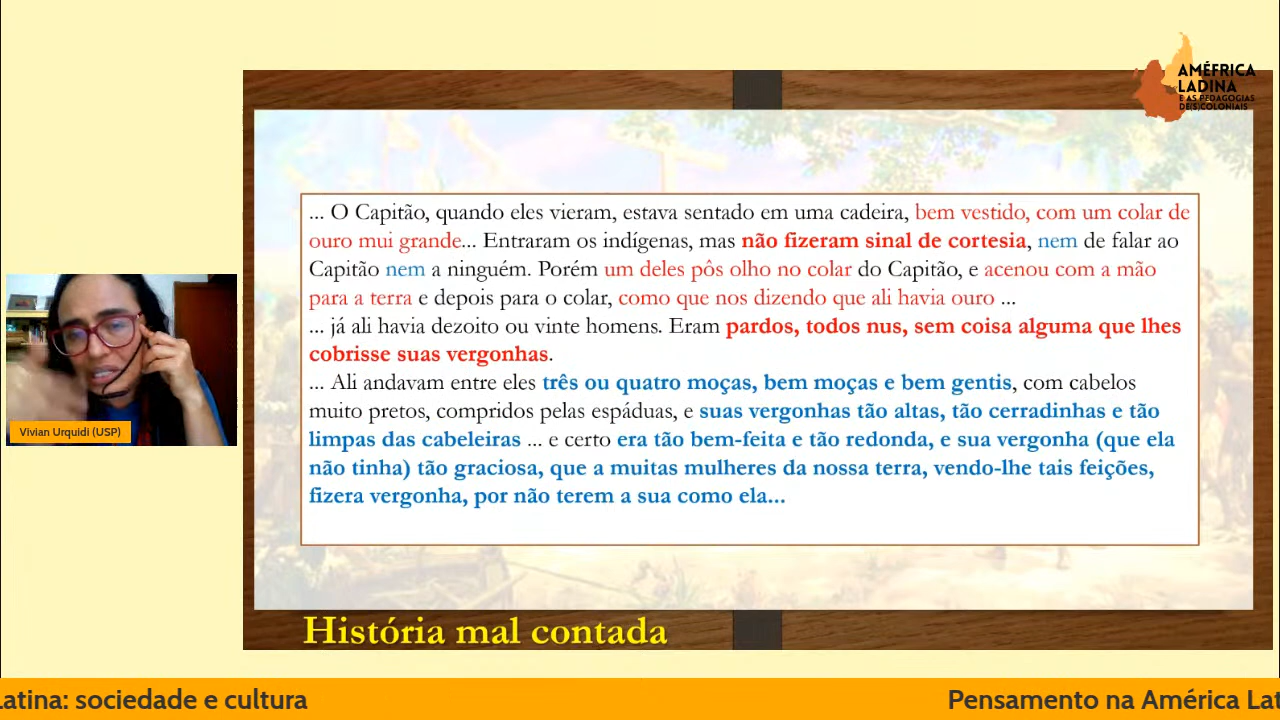 AMÉFRICA
LADINA
E AS PEDAGOGIAS
DE(S)COLONIAIS
... O Capitão, quando eles vieram, estava sentado em uma cadeira, bem vestido, com um colar de
ouro mui grande... Entraram os indígenas, mas não fizeram sinal de cortesia, nem de falar ao
Capitão nem a ninguém. Porém um deles pôs olho no colar do Capitão, e acenou com a mão
para a terra e depois para o colar, como que nos dizendo que ali havia ouro ...
... já ali havia dezoito ou vinte homens. Eram pardos, todos nus, sem coisa alguma que lhes
cobrisse suas vergonhas.
... Ali andavam entre eles três ou quatro moças, bem moças e bem gentis, com cabelos
muito pretos, compridos pelas espáduas, e suas vergonhas tão altas, tão cerradinhas e tão
limpas das cabeleiras ... e certo era tão bem-feita e tão redonda, e sua vergonha (que ela
não tinha) tão graciosa, que a muitas mulheres da nossa terra, vendo-lhe tais feições,
fizera vergonha, por não terem a sua como ela...
Vivian Urquidi (USP)
História mal contada
Latina: sociedade e cultura
Pensamento na América Lat